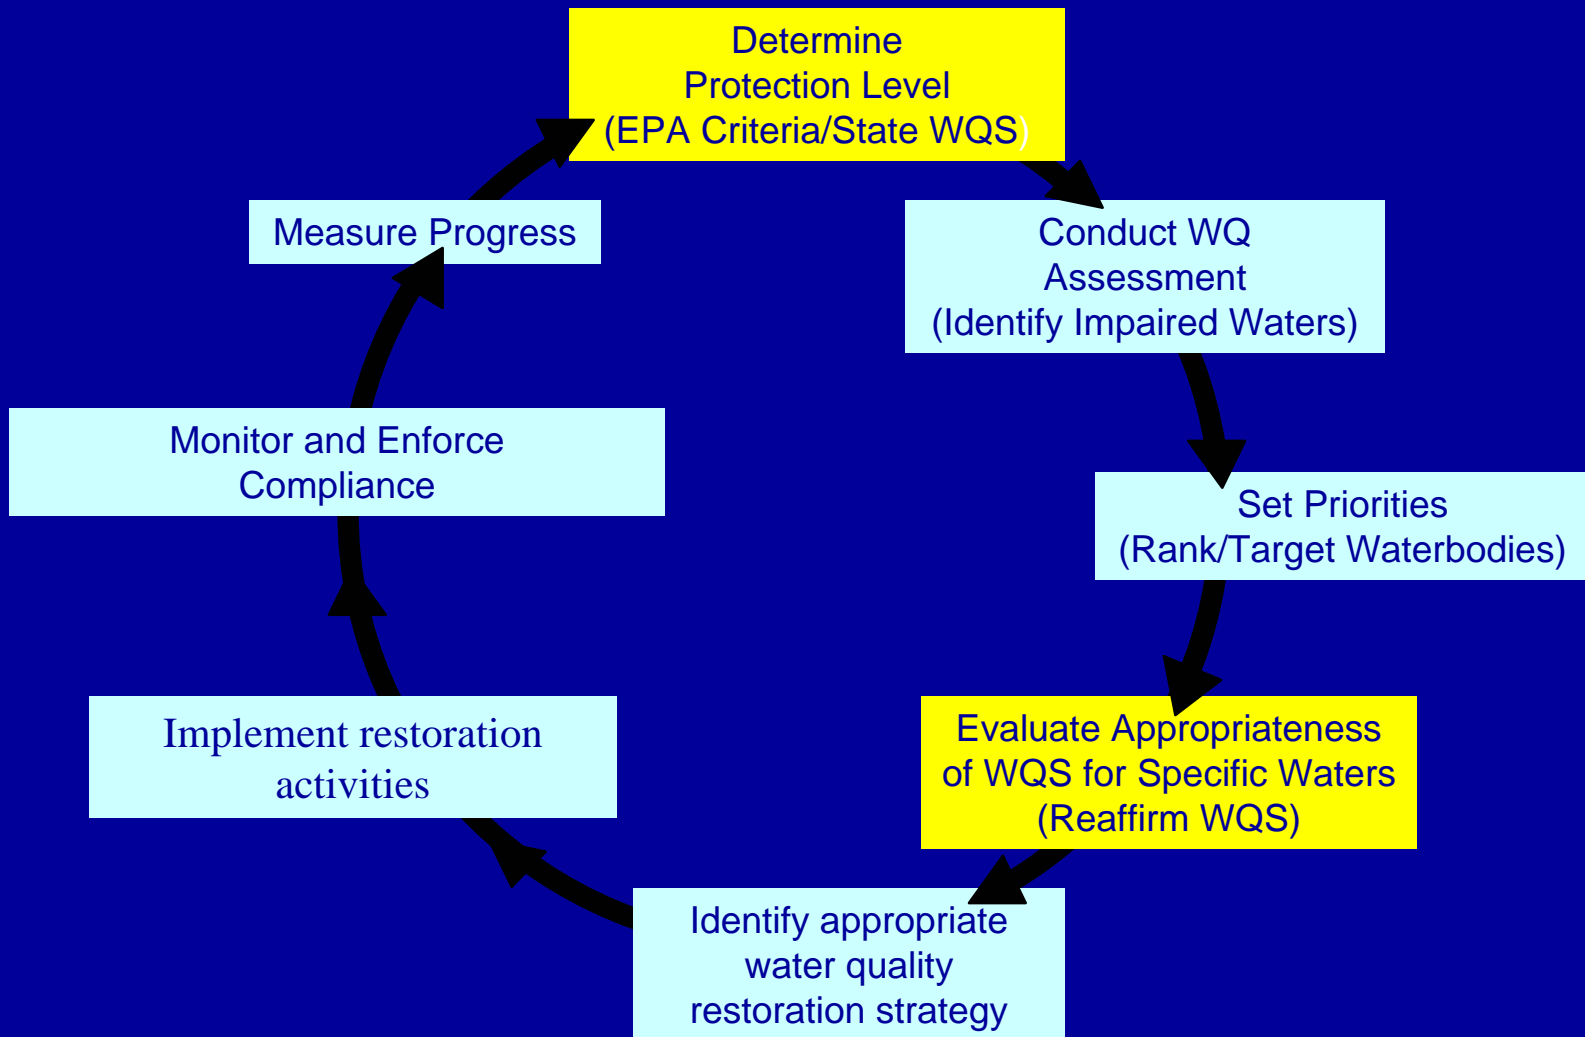 Determine
Protection Level
(EPA Criteria/State WQS)
Measure Progress
Conduct WQ
Assessment
(Identify Impaired Waters)
Monitor and Enforce
Compliance
Set Priorities
(Rank/Target Waterbodies)
Implement restoration
activities
Evaluate Appropriateness
of WQS for Specific Waters
(Reaffirm WQS)
Identify appropriate
water quality
restoration strategy